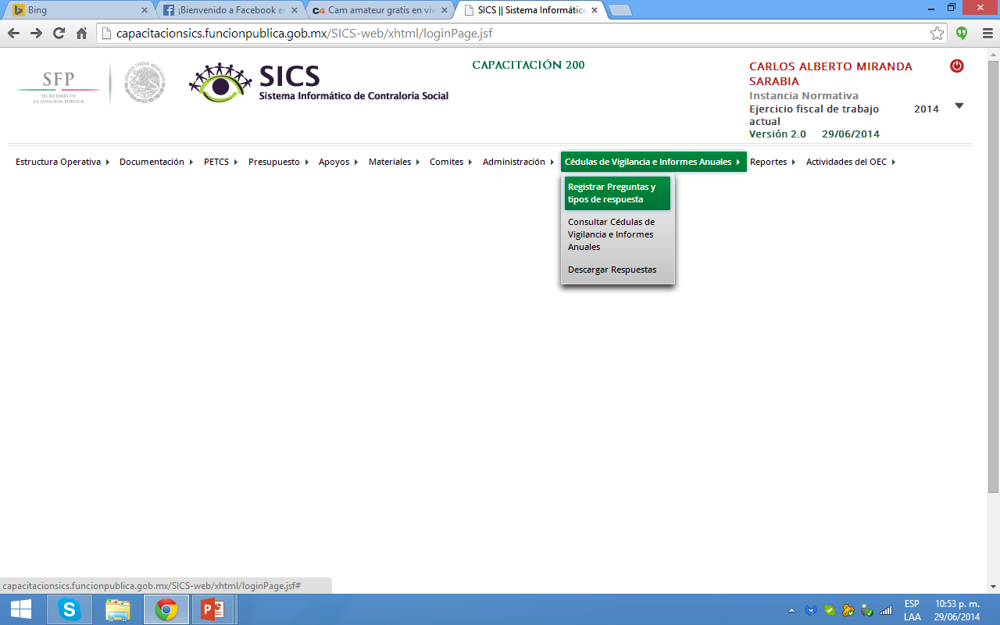 Bing
¡Bienvenido a Facebook e
Cam amateur gratis en viv
SICS || Sistema Informátic
capacitacionsics.funcionpublica.gob.mx/SICS-web/xhtml/loginPage.jsf
SFP
SECRETARÍA DE
LA FUNCIÓN PÚBLICA
ESTADOS UNIDOS MEXICANOS
SICS
Sistema Informático de Contraloría Social
CAPACITACIÓN 200
CARLOS ALBERTO MIRANDA
SARABIA
Instancia Normativa
Ejercicio fiscal de trabajo 2014
actual
Versión 2.0 29/06/2014
Estructura Operativa Documentación PETCS Presupuesto Apoyos Materiales Comites Administración Cédulas de Vigilancia e Informes Anuales Reportes Actividades del OEC
Registrar Preguntas y
tipos de respuesta
Consultar Cédulas de
Vigilancia e Informes
Anuales
Descargar Respuestas
capacitacionsics.funcionpublica.gob.mx/SICS-web/xhtml/loginPage.jsf#
ESP 10:53 p. m.
LAA 29/06/2014